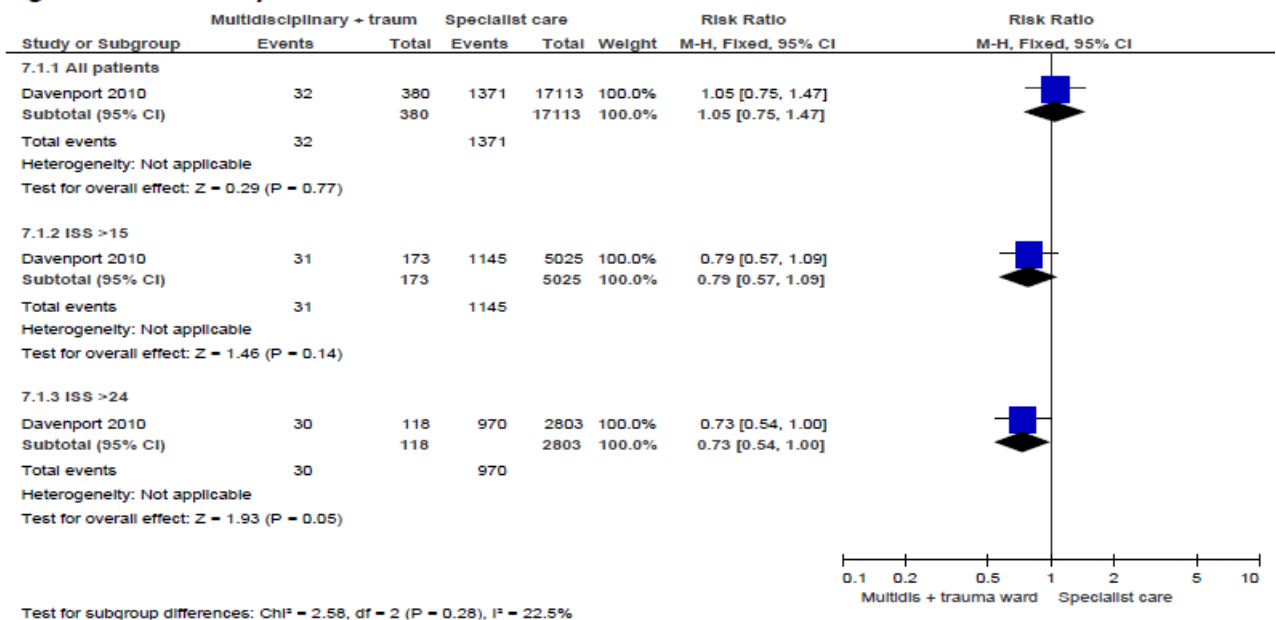 Multidisciplinary + traum Specialist care Risk Ratio Risk Ratio
Study or Subgroup Events Total Events Total Weight M-H, Fixed, 95% CI M-H, Fixed, 95% CI
7.1.1 All patients
Davenport 2010 32 380 1371 17113 100.0% 1.05 [0.75, 1.47]
Subtotal (95% CI) 380 17113 100.0% 1.05 [0.75, 1.47]
Total events 32 1371
Heterogeneity: Not applicable
Test for overall effect: Z = 0.29 (P = 0.77)
7.1.2 ISS >15
Davenport 2010 31 173 1145 5025 100.0% 0.79 [0.57, 1.09]
Subtotal (95% CI) 173 5025 100.0% 0.79 [0.57, 1.09]
Total events 31 1145
Heterogeneity: Not applicable
Test for overall effect: Z = 1.46 (P = 0.14)
7.1.3 ISS >24
Davenport 2010 30 118 970 2803 100.0% 0.73 [0.54, 1.00]
Subtotal (95% CI) 118 2803 100.0% 0.73 [0.54, 1.00]
Total events 30 970
Heterogeneity: Not applicable
Test for overall effect: Z = 1.93 (P = 0.05)
0.1 0.2 0.5 1 2 5 10
Multidis + trauma ward Specialist care
Test for subgroup differences: Chi² = 2.58, df = 2 (P = 0.28), I² = 22.5%